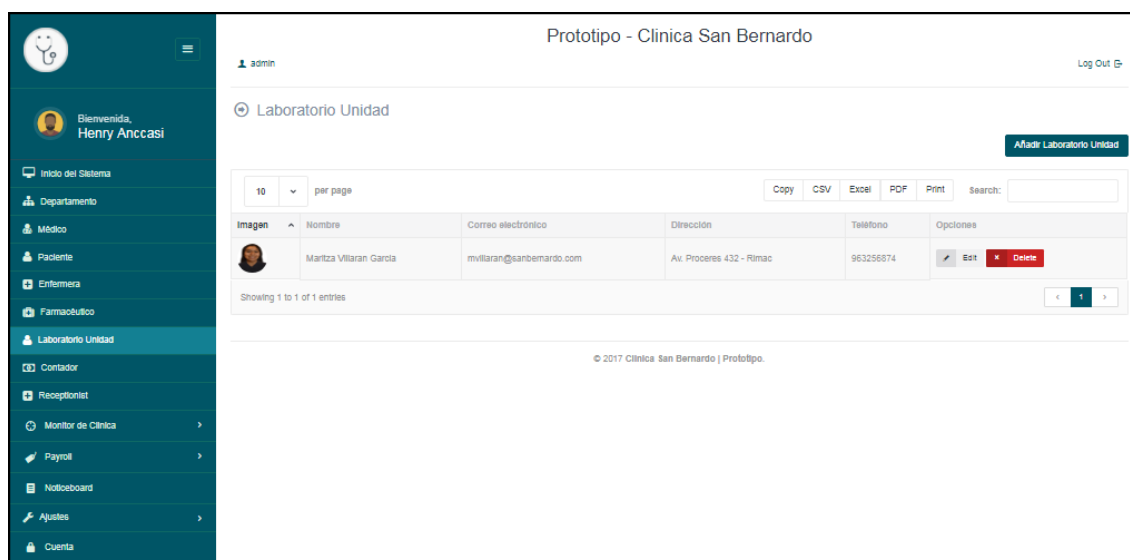 Prototipo - Clinica San Bernardo
admin
Log Out
Bienvenida,
Henry Anccasi
Inicio del Sistema
Departamento
Médico
Paciente
Enfermera
Farmacéutico
Laboratorio Unidad
Contador
Receptionist
Monitor de Clinica
Payroll
Noticeboard
Ajustes
Cuenta
Laboratorio Unidad
Añadir Laboratorio Unidad
10 per page
Copy CSV Excel PDF Print Search:
Imagen Nombre Correo electrónico Dirección Teléfono Opciones
Maritza Villaran Garcia mvillaran@sanbernardo.com Av. Proceres 432 - Rimac 963256874 Edit Delete
Showing 1 to 1 of 1 entries
1
© 2017 Clinica San Bernardo | Prototipo.